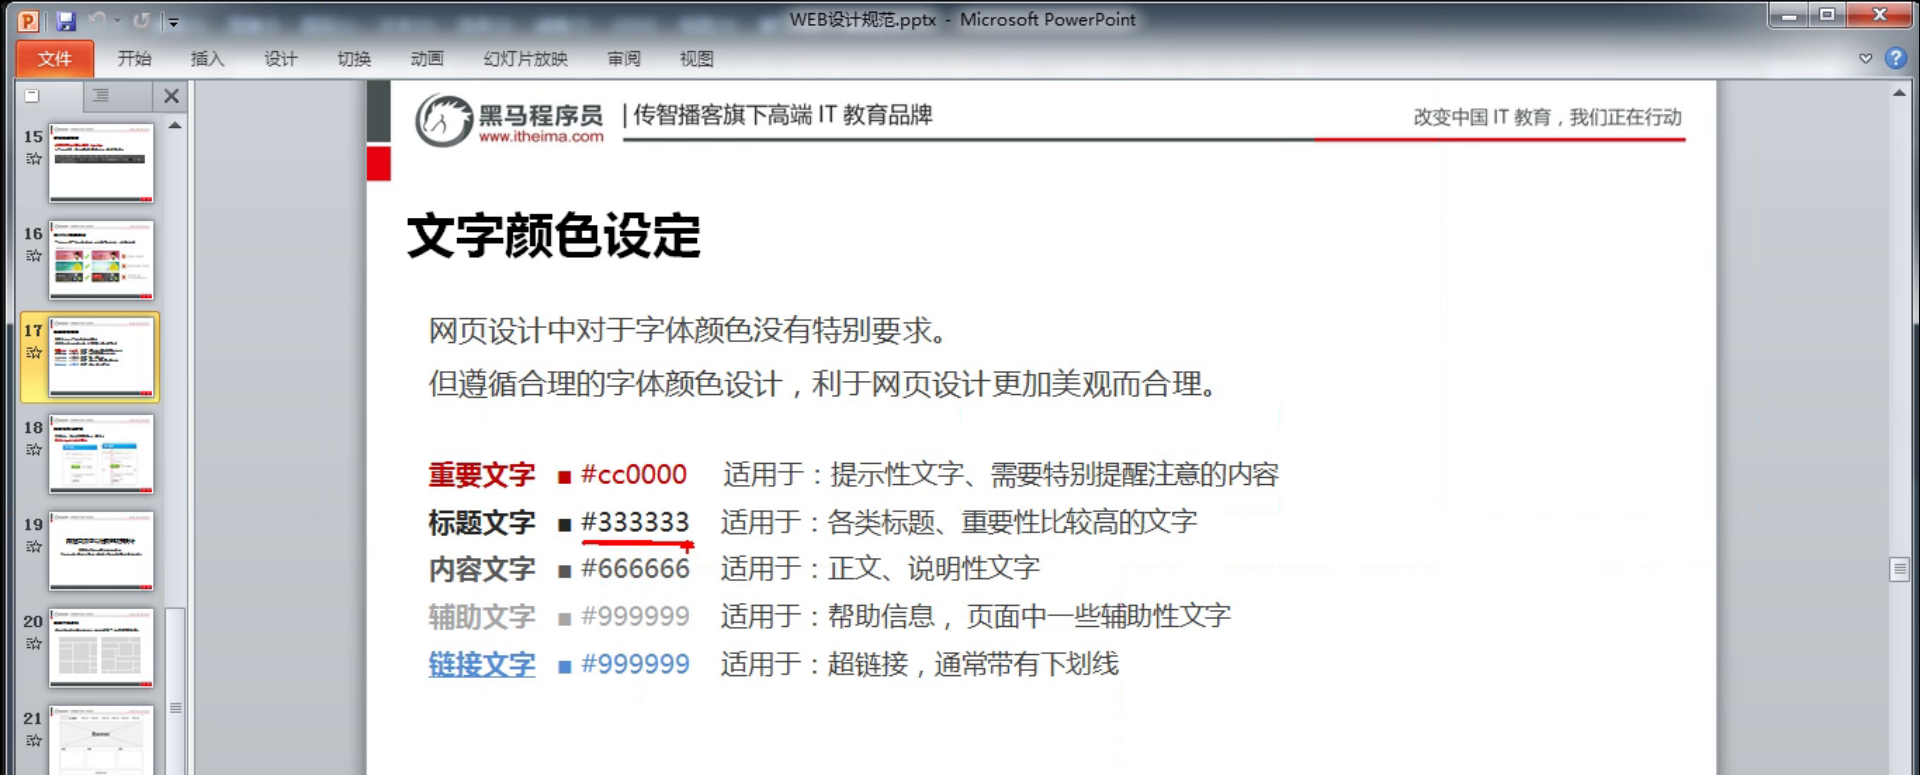 WEB设计规范.pptx - Microsoft PowerPoint
文件 开始 插入 设计 切换 动画 幻灯片放映 审阅 视图
黑马程序员
www.itheima.com
|传智播客旗下高端 IT 教育品牌
改变中国 IT 教育，我们正在行动
15
16
17
18
19
20
21
文字颜色设定
网页设计中对于字体颜色没有特别要求。
但遵循合理的字体颜色设计，利于网页设计更加美观而合理。
重要文字 ■ #cc0000 适用于：提示性文字、需要特别提醒注意的内容
标题文字 ■ #333333 适用于：各类标题、重要性比较高的文字
内容文字 ■ #666666 适用于：正文、说明性文字
辅助文字 ■ #999999 适用于：帮助信息，页面中一些辅助性文字
链接文字 ■ #999999 适用于：超链接，通常带有下划线